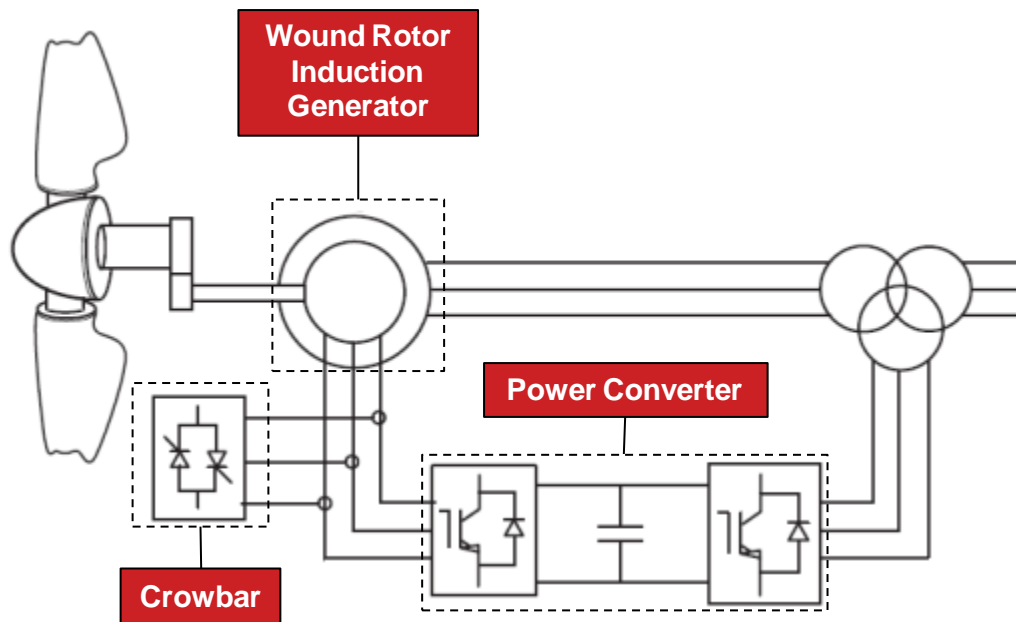 Wound Rotor
Induction
Generator
Power Converter
Crowbar